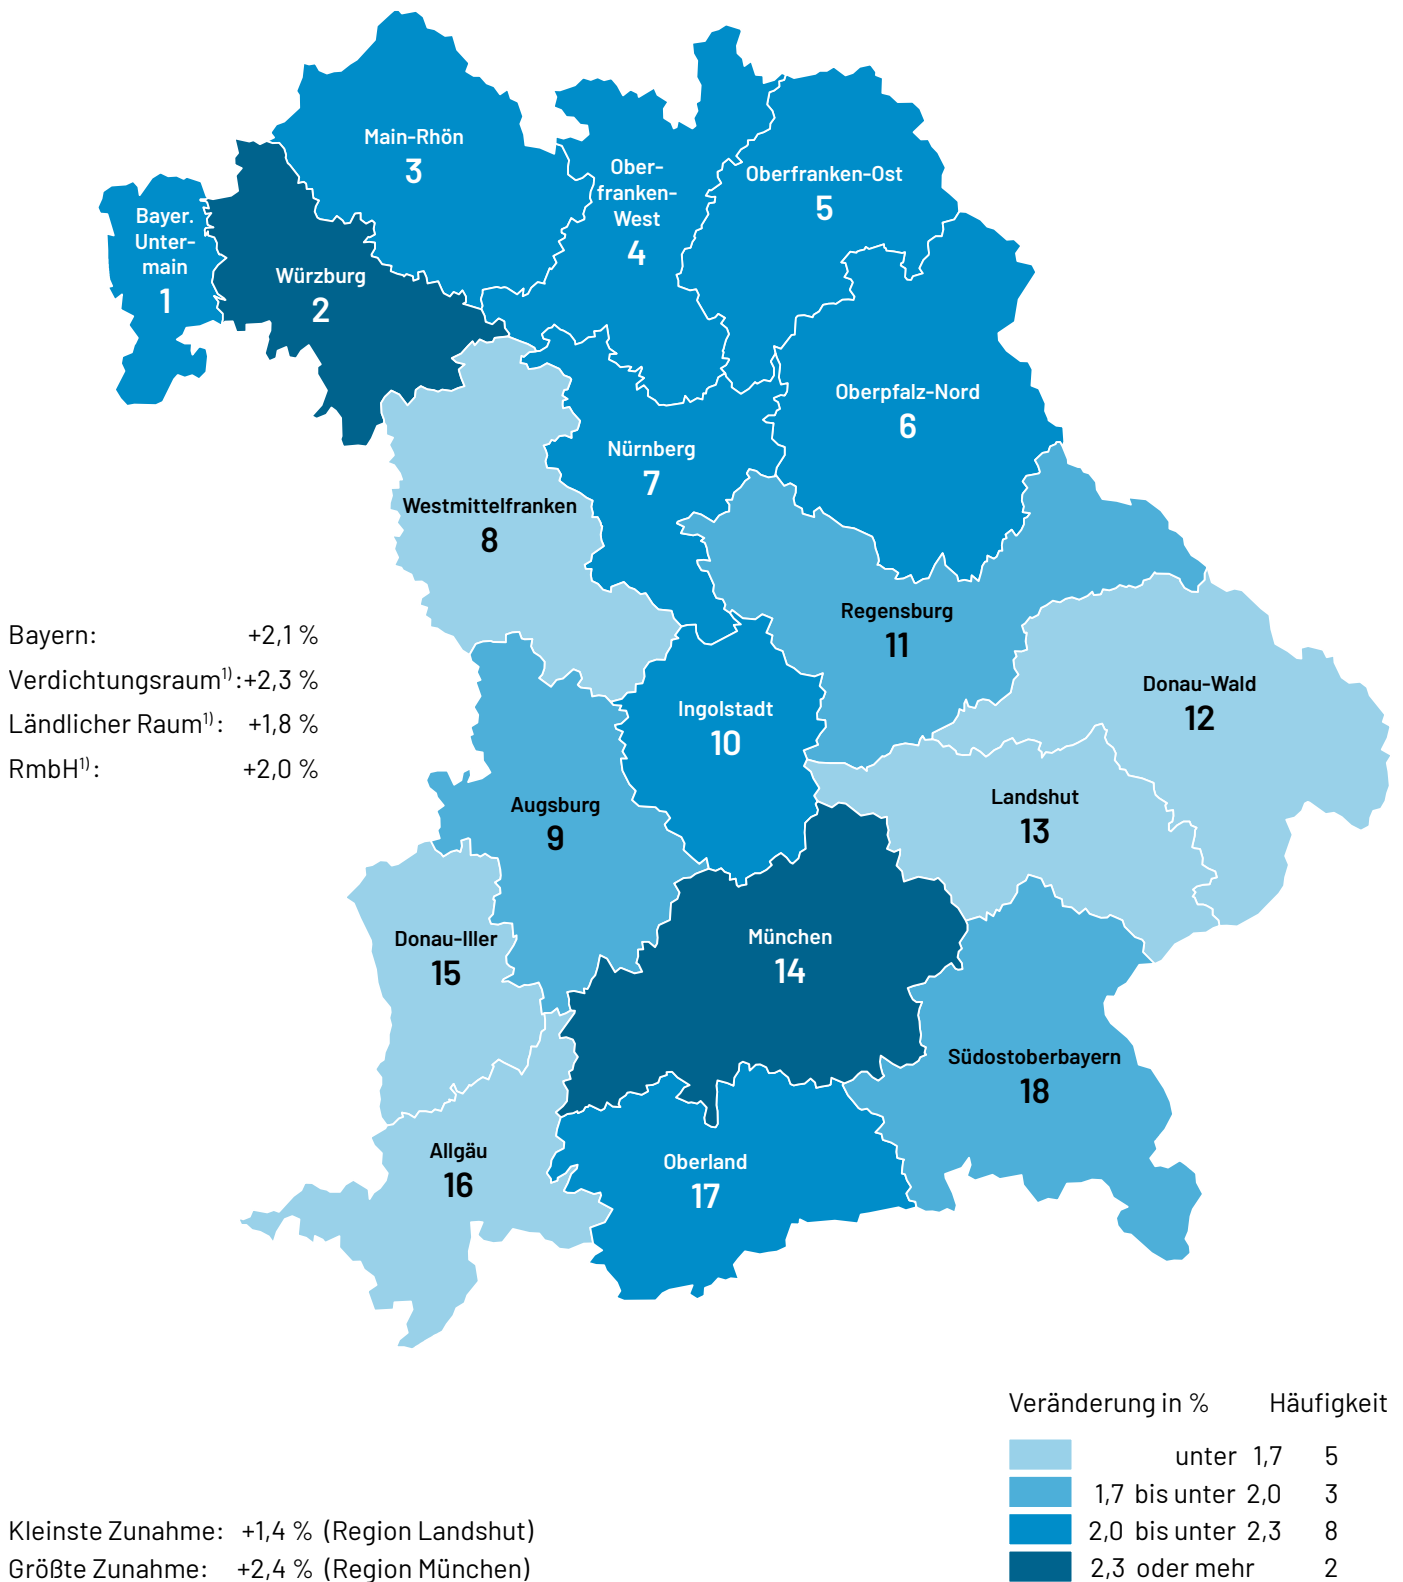 Main-Rhön
3
Ober-
franken-
West
4
Oberfranken-Ost
5
Bayer.
Unter-
main
1
Würzburg
2
Oberpfalz-Nord
6
Nürnberg
7
Westmittelfranken
8
Regensburg
11
Bayern: +2,1 %
Verdichtungsraum¹⁾: +2,3 %
Ländlicher Raum¹⁾: +1,8 %
RmbH¹⁾: +2,0 %
Donau-Wald
12
Ingolstadt
10
Landshut
13
Augsburg
9
Donau-Iller
15
München
14
Südostoberbayern
18
Allgäu
16
Oberland
17
Veränderung in % Häufigkeit
unter 1,7 5
1,7 bis unter 2,0 3
2,0 bis unter 2,3 8
2,3 oder mehr 2
Kleinste Zunahme: +1,4 % (Region Landshut)
Größte Zunahme: +2,4 % (Region München)